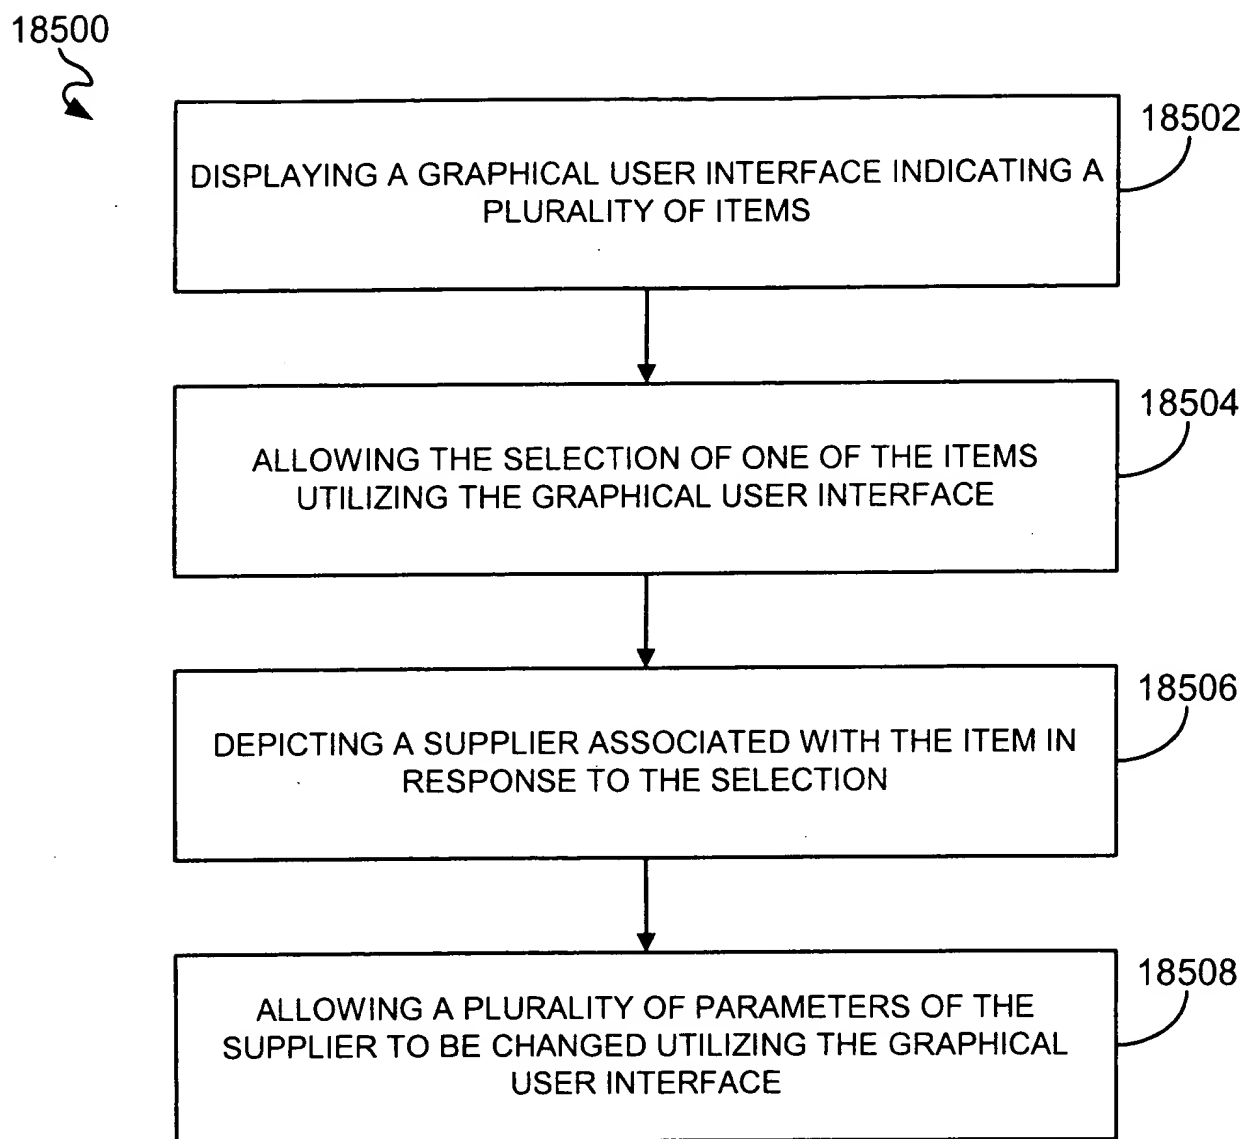 18500
18502
DISPLAYING A GRAPHICAL USER INTERFACE INDICATING A
PLURALITY OF ITEMS
18504
ALLOWING THE SELECTION OF ONE OF THE ITEMS
UTILIZING THE GRAPHICAL USER INTERFACE
18506
DEPICTING A SUPPLIER ASSOCIATED WITH THE ITEM IN
RESPONSE TO THE SELECTION
18508
ALLOWING A PLURALITY OF PARAMETERS OF THE
SUPPLIER TO BE CHANGED UTILIZING THE GRAPHICAL
USER INTERFACE